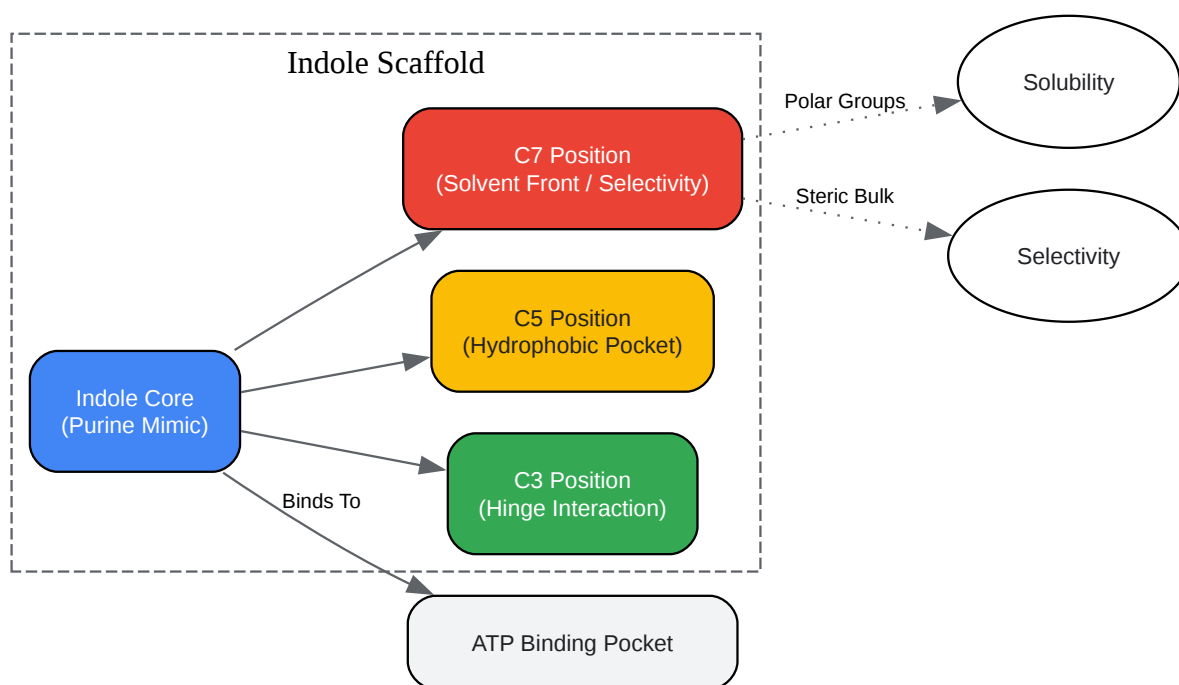 Indole Scaffold
C7 Position
(Solvent Front / Selectivity)
Polar Groups
Solubility
Steric Bulk
Selectivity
C5 Position
(Hydrophobic Pocket)
Indole Core
(Purine Mimic)
C3 Position
(Hinge Interaction)
Binds To
ATP Binding Pocket